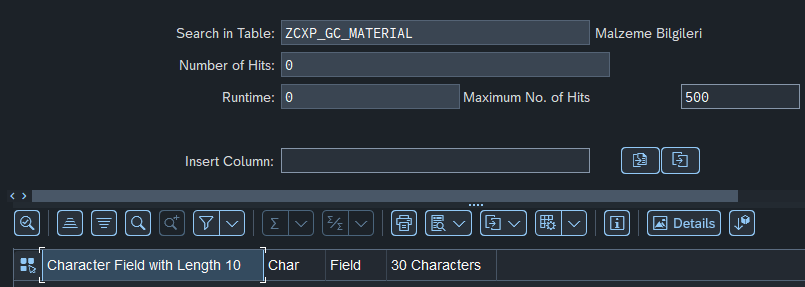 Search in Table: ZCXP_GC_MATERIAL Malzeme Bilgileri
Number of Hits: 0
Runtime: 0 Maximum No. of Hits 500
Insert Column:
Σ Σ/Σ i Details
Character Field with Length 10 Char Field 30 Characters